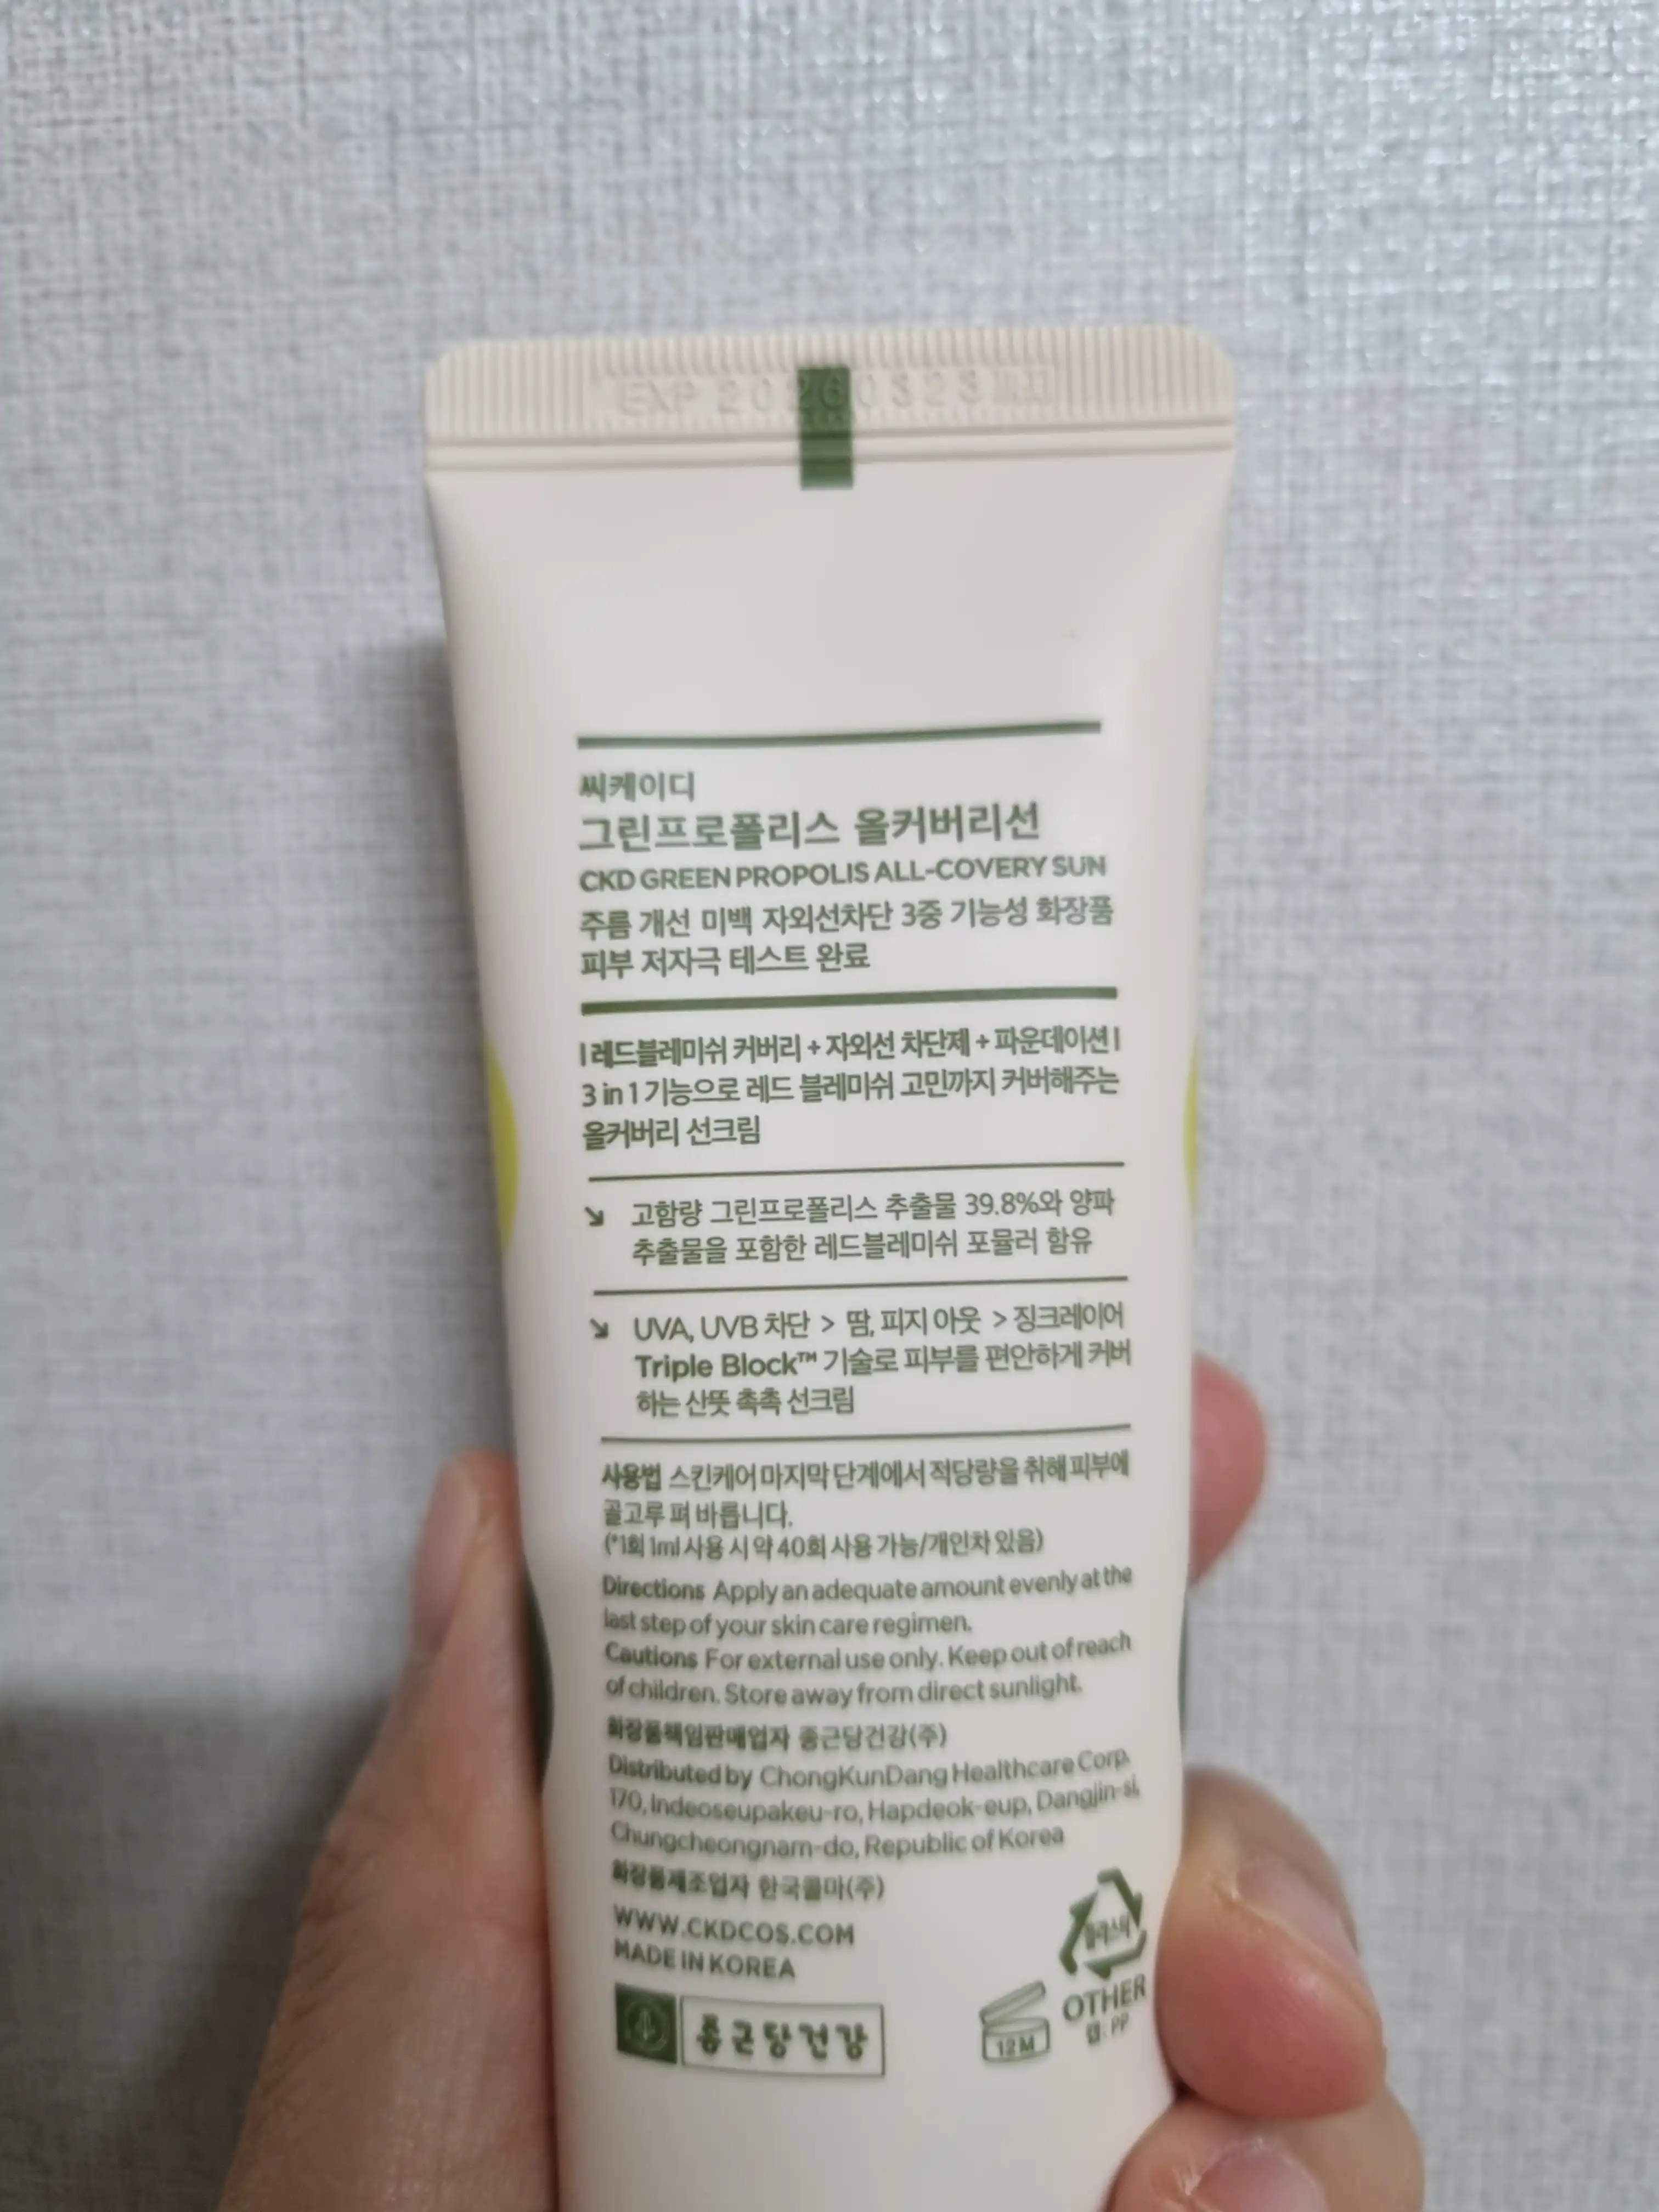 EXP 20260323
씨케이디
그린프로폴리스 올커버리선
CKD GREEN PROPOLIS ALL-COVERY SUN
주름 개선 미백 자외선차단 3중 기능성 화장품
피부 저자극 테스트 완료
l 레드블레미쉬 커버리 + 자외선 차단제 + 파운데이션 l
3 in 1 기능으로 레드 블레미쉬 고민까지 커버해주는
올커버리 선크림
↘ 고함량 그린프로폴리스 추출물 39.8%와 양파
추출물을 포함한 레드블레미쉬 포뮬러 함유
↘ UVA, UVB 차단 > 땀, 피지 아웃 > 징크레이어
Triple Block™ 기술로 피부를 편안하게 커버
하는 산뜻 촉촉 선크림
사용법 스킨케어 마지막 단계에서 적당량을 취해 피부에
골고루 펴 바릅니다.
(*1회 1ml 사용 시 약 40회 사용 가능/개인차 있음)
Directions Apply an adequate amount evenly at the
last step of your skin care regimen.
Cautions For external use only. Keep out of reach
of children. Store away from direct sunlight.
화장품책임판매업자 종근당건강(주)
Distributed by ChongKunDang Healthcare Corp.
170, Indeoseupakeu-ro, Hapdeok-eup, Dangjin-si,
Chungcheongnam-do, Republic of Korea
화장품제조업자 한국콜마(주)
WWW.CKDCOS.COM
MADE IN KOREA
종근당건강
12M
플라스틱
OTHER
캡: PP